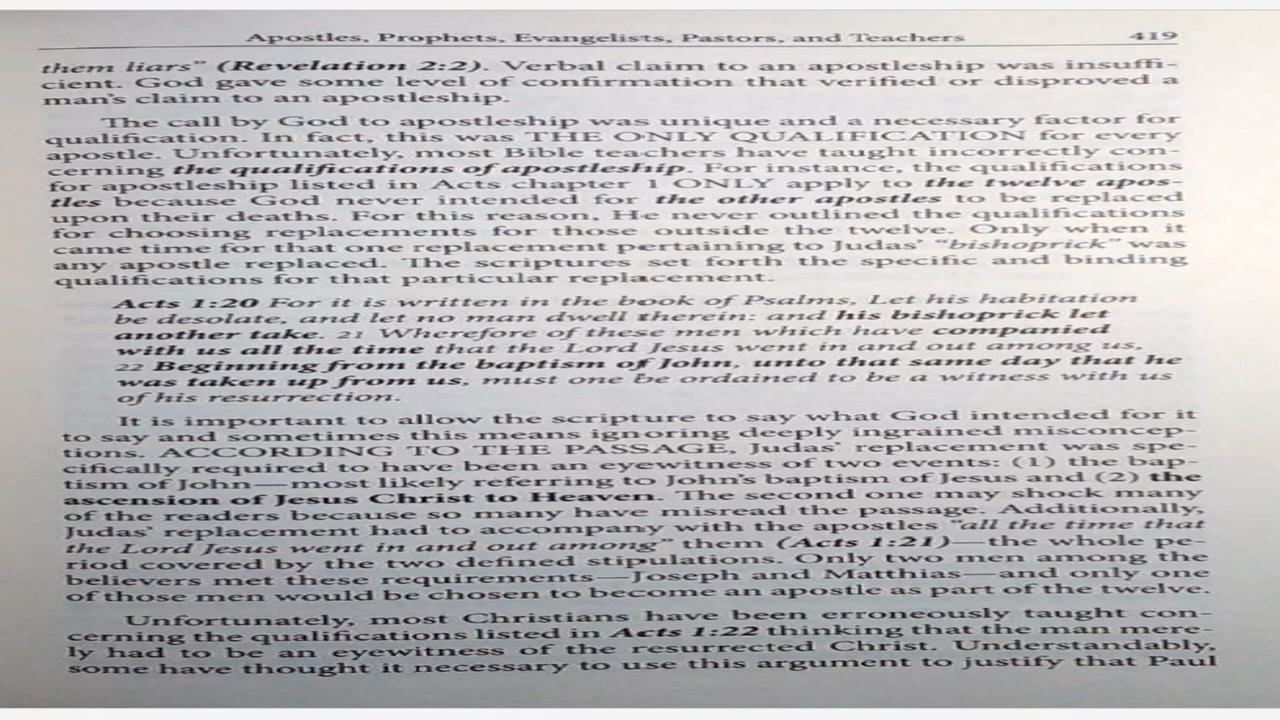 Apostles, Prophets, Evangelists, Pastors, and Teachers 419
them liars" (Revelation 2:2). Verbal claim to an apostleship was insuffi-
cient. God gave some level of confirmation that verified or disproved a
man's claim to an apostleship.
The call by God to apostleship was unique and a necessary factor for
qualification. In fact, this was THE ONLY QUALIFICATION for every
apostle. Unfortunately, most Bible teachers have taught incorrectly con-
cerning the qualifications of apostleship. For instance, the qualifications
for apostleship listed in Acts chapter 1 ONLY apply to the twelve apos-
tles because God never intended for the other apostles to be replaced
upon their deaths. For this reason, He never outlined the qualifications
for choosing replacements for those outside the twelve. Only when it
came time for that one replacement pertaining to Judas' "bishoprick" was
any apostle replaced. The scriptures set forth the specific and binding
qualifications for that particular replacement.
Acts 1:20 For it is written in the book of Psalms, Let his habitation
be desolate, and let no man dwell therein: and his bishoprick let
another take. 21 Wherefore of these men which have companied
with us all the time that the Lord Jesus went in and out among us,
22 Beginning from the baptism of John, unto that same day that he
was taken up from us, must one be ordained to be a witness with us
of his resurrection.
It is important to allow the scripture to say what God intended for it
to say and sometimes this means ignoring deeply ingrained misconcep-
tions. ACCORDING TO THE PASSAGE, Judas' replacement was spe-
cifically required to have been an eyewitness of two events: (1) the bap-
tism of John—most likely referring to John's baptism of Jesus and (2) the
ascension of Jesus Christ to Heaven. The second one may shock many
of the readers because so many have misread the passage. Additionally,
Judas' replacement had to accompany with the apostles "all the time that
the Lord Jesus went in and out among" them (Acts 1:21)—the whole pe-
riod covered by the two defined stipulations. Only two men among the
believers met these requirements—Joseph and Matthias—and only one
of those men would be chosen to become an apostle as part of the twelve.
Unfortunately, most Christians have been erroneously taught con-
cerning the qualifications listed in Acts 1:22 thinking that the man mere-
ly had to be an eyewitness of the resurrected Christ. Understandably,
some have thought it necessary to use this argument to justify that Paul